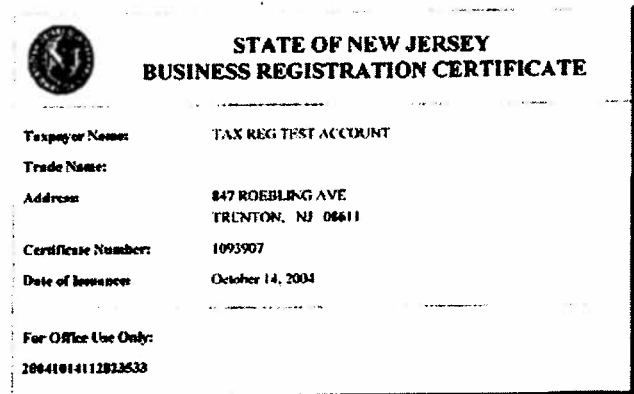 STATE OF NEW JERSEY
BUSINESS REGISTRATION CERTIFICATE
Taxpayer Name: TAX REG TEST ACCOUNT
Trade Name:
Address: 847 ROEBLING AVE
TRENTON, NJ 08611
Certificate Number: 1093907
Date of Issuance: October 14, 2004
For Office Use Only:
20041014112823533